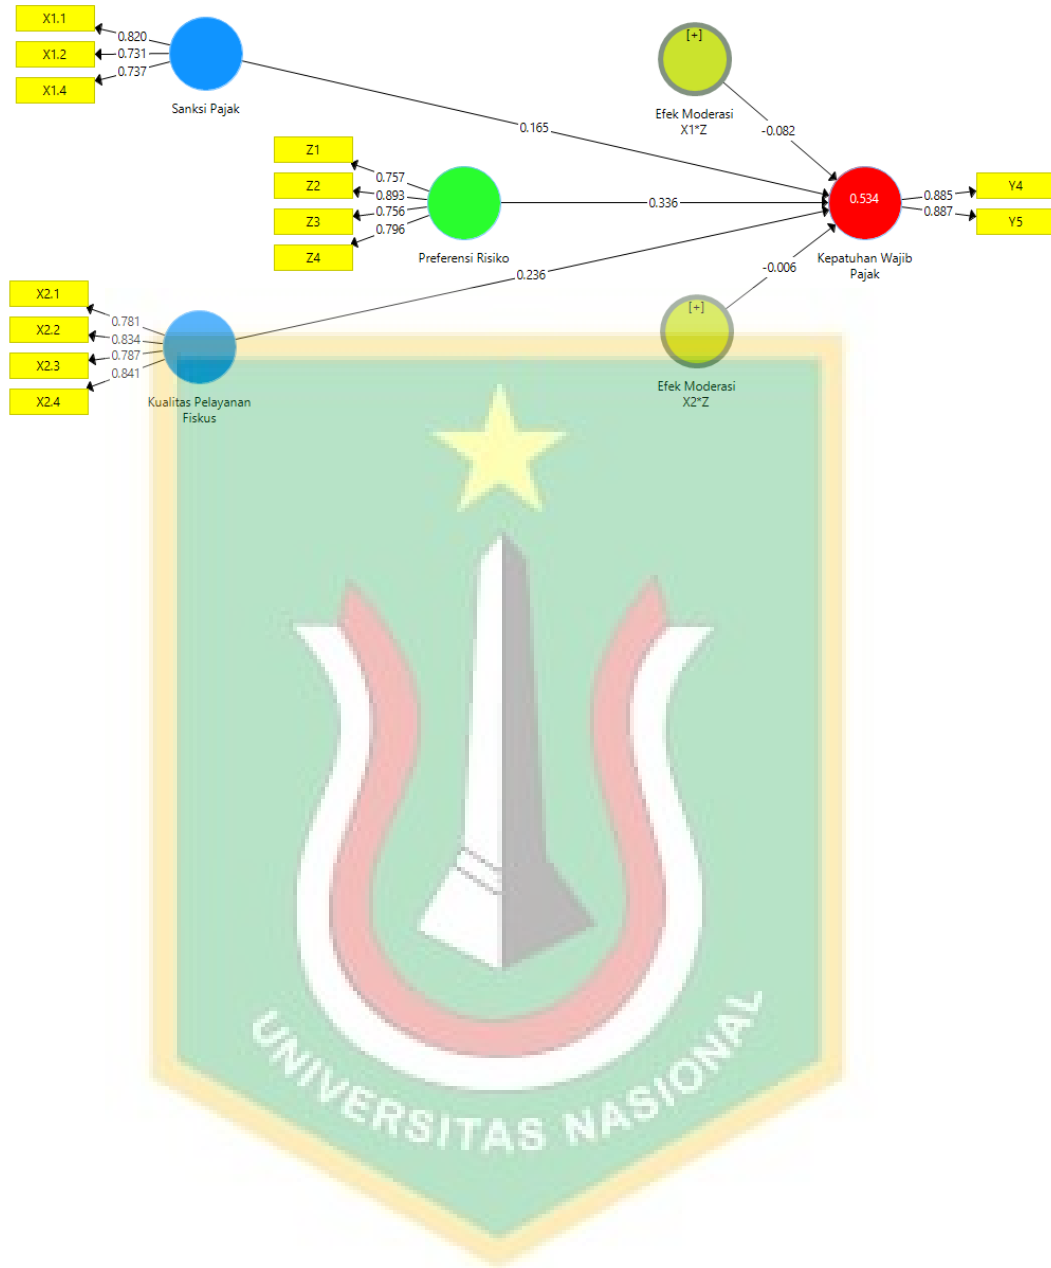 X1.1
0.820
X1.2
0.731
X1.4
0.737
Sanksi Pajak
[+]
Efek Moderasi
X1*Z
-0.082
0.165
Z1
0.757
Z2
0.893
Z3
0.756
Z4
0.796
Preferensi Risiko
0.336
0.534
Kepatuhan Wajib
Pajak
0.885
Y4
0.887
Y5
0.236
-0.006
X2.1
0.781
X2.2
0.834
X2.3
0.787
X2.4
0.841
Kualitas Pelayanan
Fiskus
[+]
Efek Moderasi
X2*Z
UNIVERSITAS NASIONAL